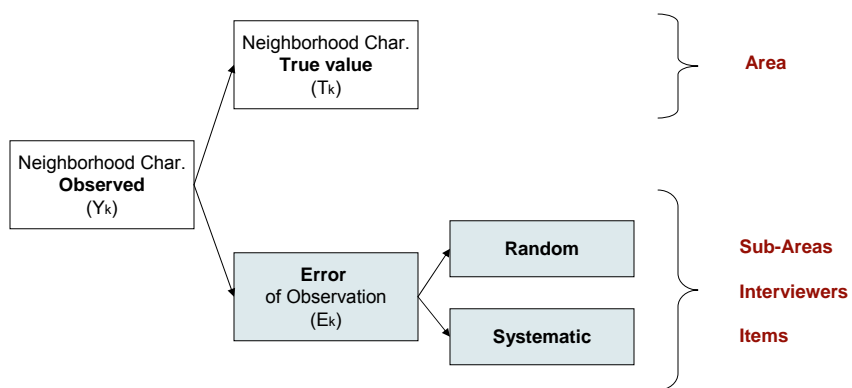 Neighborhood Char.
True value
(Tk)
Area
Neighborhood Char.
Observed
(Yk)
Error
of Observation
(Ek)
Random
Systematic
Sub-Areas
Interviewers
Items